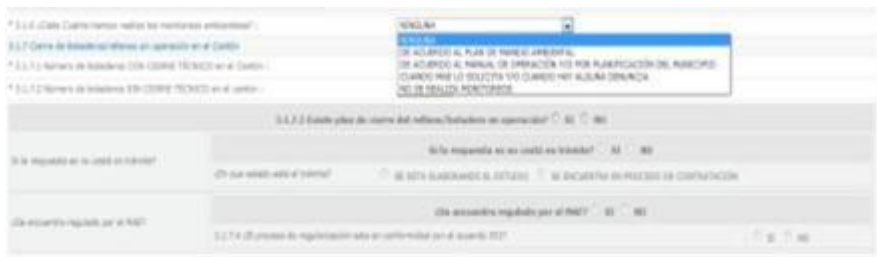 * 3.1.6 ¿Cada Cuánto tiempo realiza los monitoreos ambientales? :
NINGUNA
NINGUNA
DE ACUERDO AL PLAN DE MANEJO AMBIENTAL
DE ACUERDO AL MANUAL DE OPERACIÓN Y/O POR PLANIFICACIÓN DEL MUNICIPIO
CUANDO MAE LO SOLICITA Y/O CUANDO HAY ALGUNA DENUNCIA
NO SE REALIZA MONITOREOS
3.1.7 Cierre de Botaderos/rellenos en operación en el Cantón
* 3.1.7.1 Número de botaderos CON CIERRE TÉCNICO en el Cantón :
* 3.1.7.2 Número de botaderos SIN CIERRE TÉCNICO en el cantón :
3.1.7.3 Existe plan de cierre del relleno/botadero en operación? SI NO
Si la respuesta es no ¿está en trámite?
Si la respuesta es no ¿está en trámite? SI NO
¿En que estado está el trámite? SE ESTA ELABORANDO EL ESTUDIO SE ENCUENTRA EN PROCESO DE CONTRATACIÓN
¿Se encuentra regulado por el MAE?
¿Se encuentra regulado por el MAE? SI NO
3.1.7.4 ¿El proceso de regularización esta en conformidad con el acuerdo SI NO